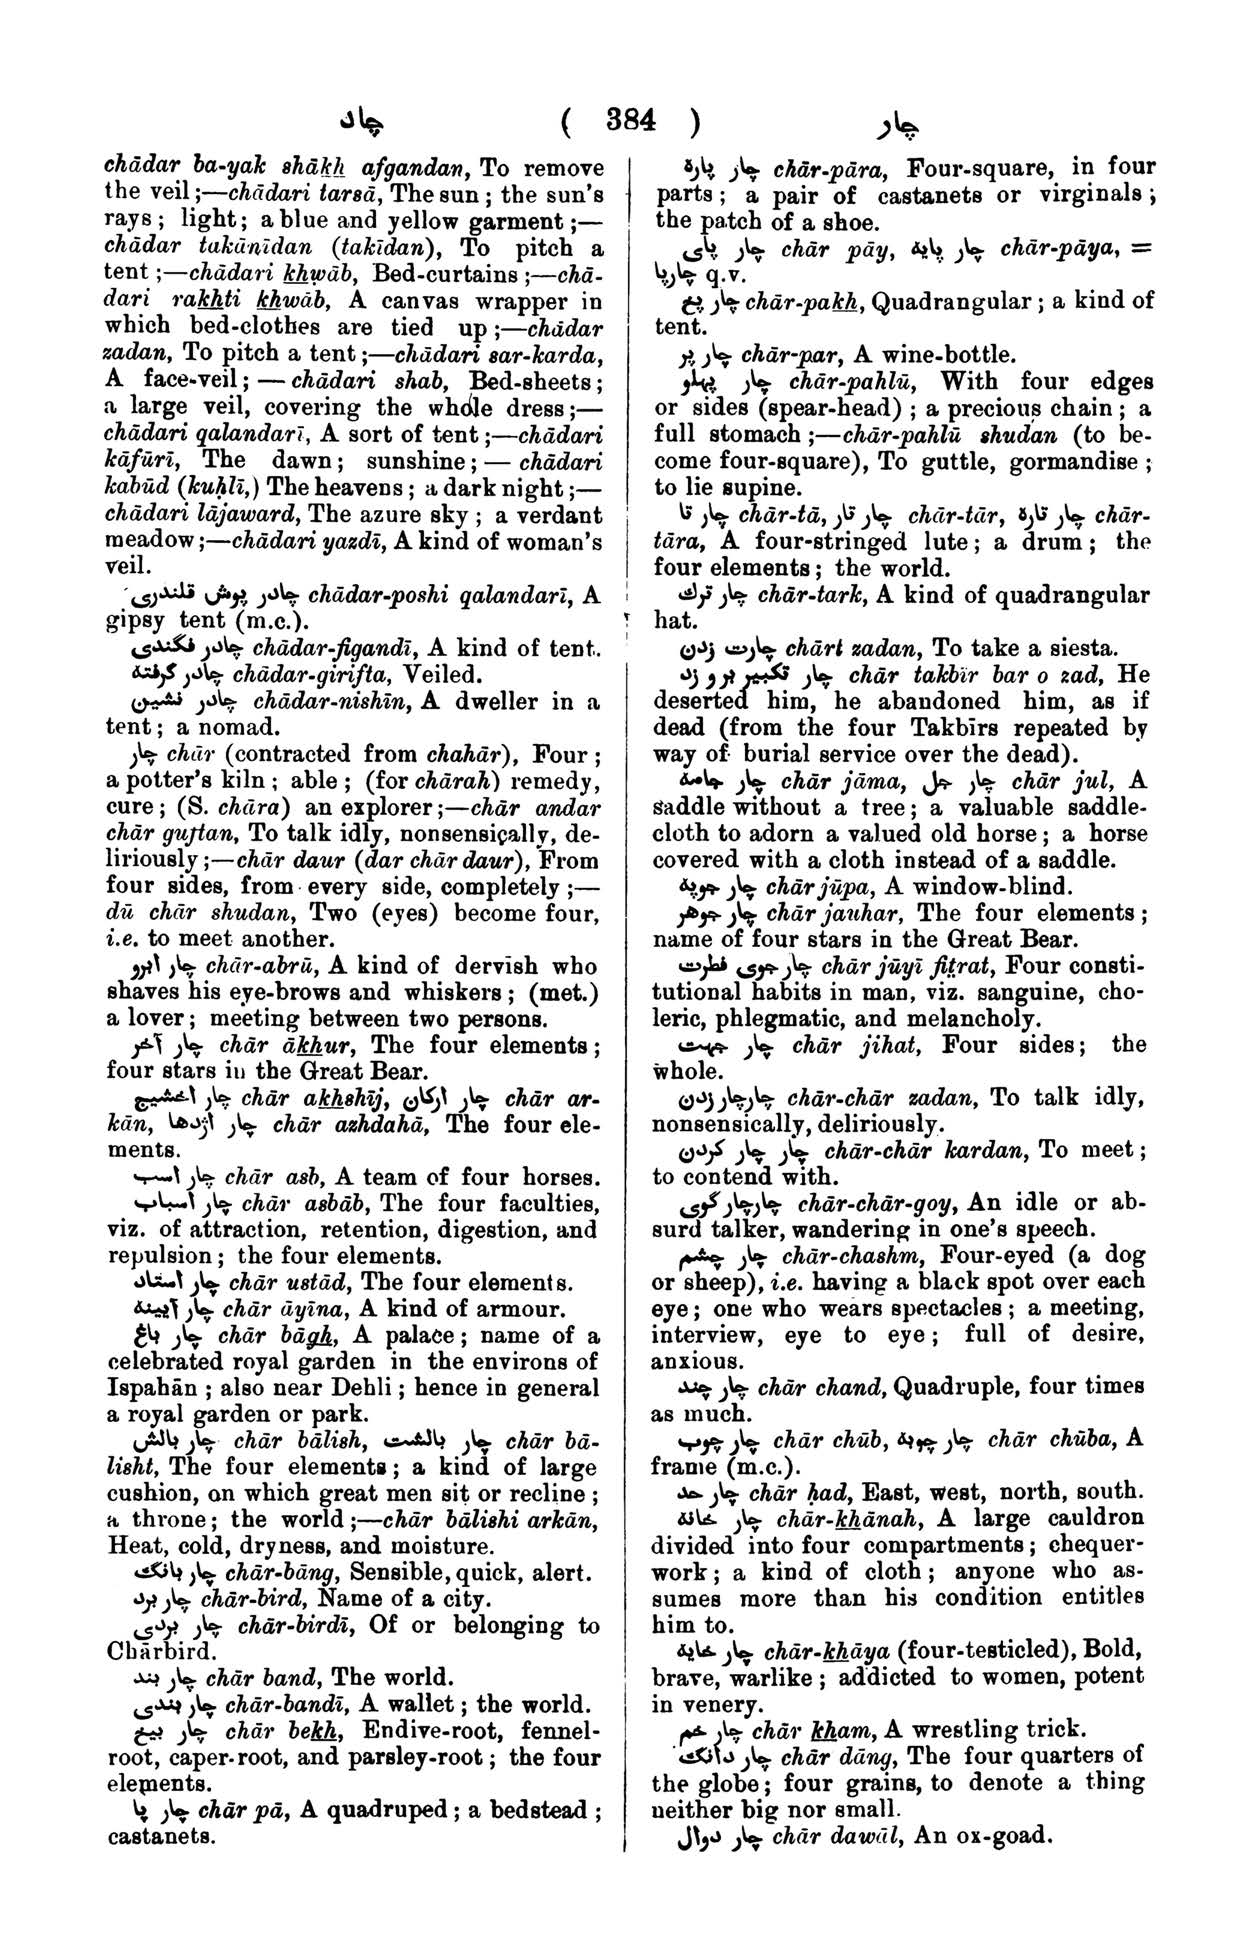 چاد ( 384 ) چار
chādar ba-yak shākh afgandan, To remove
the veil;—chādari tarsā, The sun; the sun's
rays; light; a blue and yellow garment;—
chādar takānīdan (takīdan), To pitch a
tent;—chādari khwāb, Bed-curtains;—chā-
dari rakhti khwāb, A canvas wrapper in
which bed-clothes are tied up;—chādar
zadan, To pitch a tent;—chādari sar-karda,
A face-veil;—chādari shab, Bed-sheets;
a large veil, covering the whole dress;—
chādari qalandarī, A sort of tent;—chādari
kāfūrī, The dawn; sunshine;—chādari
kabūd (kuḥlī,) The heavens; a dark night;—
chādari lājaward, The azure sky; a verdant
meadow;—chādari yazdī, A kind of woman's
veil.
چادر پوش قلندری chādar-poshi qalandarī, A
gipsy tent (m.c.).
چادر فگندی chādar-figandī, A kind of tent.
چادر گرفته chādar-girifta, Veiled.
چادر نشین chādar-nishīn, A dweller in a
tent; a nomad.
چار chār (contracted from chahār), Four;
a potter's kiln; able; (for chārah) remedy,
cure; (S. chāra) an explorer;—chār andar
chār guftan, To talk idly, nonsensically, de-
liriously;—chār daur (dar chār daur), From
four sides, from every side, completely;—
dū chār shudan, Two (eyes) become four,
i.e. to meet another.
چار ابرو chār-abrū, A kind of dervish who
shaves his eye-brows and whiskers; (met.)
a lover; meeting between two persons.
چار آخر chār ākhur, The four elements;
four stars in the Great Bear.
چار اخشیج chār akhshīj, چار ارکان chār ar-
kān, چار اژدها chār azhdahā, The four ele-
ments.
چار اسب chār asb, A team of four horses.
چار اسباب chār asbāb, The four faculties,
viz. of attraction, retention, digestion, and
repulsion; the four elements.
چار استاد chār ustād, The four elements.
چار آیینه chār āyīna, A kind of armour.
چار باغ chār bāgh, A palace; name of a
celebrated royal garden in the environs of
Ispahān; also near Dehli; hence in general
a royal garden or park.
چار بالش chār bālish, چار بالشت chār bā-
lisht, The four elements; a kind of large
cushion, on which great men sit or recline;
a throne; the world;—chār bālishi arkān,
Heat, cold, dryness, and moisture.
چار بانگ chār-bāng, Sensible, quick, alert.
چار برد chār-bird, Name of a city.
چار بردی chār-birdī, Of or belonging to
Chārbird.
چار بند chār band, The world.
چار بندی chār-bandī, A wallet; the world.
چار بیخ chār bekh, Endive-root, fennel-
root, caper-root, and parsley-root; the four
elements.
چار پا chār pā, A quadruped; a bedstead;
castanets.
چار پارهٔ chār-pāra, Four-square, in four
parts; a pair of castanets or virginals;
the patch of a shoe.
چار پای chār pāy, چار پایه chār-pāya, =
چارپا q.v.
چار پخ chār-pakh, Quadrangular; a kind of
tent.
چار پر chār-par, A wine-bottle.
چار پهلو chār-pahlū, With four edges
or sides (spear-head); a precious chain; a
full stomach;—chār-pahlū shudan (to be-
come four-square), To guttle, gormandise;
to lie supine.
چار تا chār-tā, چار تار chār-tār, چار تارهٔ chār-
tāra, A four-stringed lute; a drum; the
four elements; the world.
چار ترك chār-tark, A kind of quadrangular
hat.
چارت زدن chārt zadan, To take a siesta.
چار تکبیر برو زد chār takbīr bar o zad, He
deserted him, he abandoned him, as if
dead (from the four Takbīrs repeated by
way of burial service over the dead).
چار جامه chār jāma, چار جل chār jul, A
saddle without a tree; a valuable saddle-
cloth to adorn a valued old horse; a horse
covered with a cloth instead of a saddle.
چار جوپه chār jūpa, A window-blind.
چار جوهر chār jauhar, The four elements;
name of four stars in the Great Bear.
چار جوی فطرت chār jūyī fit̤rat, Four consti-
tutional habits in man, viz. sanguine, cho-
leric, phlegmatic, and melancholy.
چار جهت chār jihat, Four sides; the
whole.
چارچار زدن chār-chār zadan, To talk idly,
nonsensically, deliriously.
چار چار کردن chār-chār kardan, To meet;
to contend with.
چارچار گوی chār-chār-goy, An idle or ab-
surd talker, wandering in one's speech.
چار چشم chār-chashm, Four-eyed (a dog
or sheep), i.e. having a black spot over each
eye; one who wears spectacles; a meeting,
interview, eye to eye; full of desire,
anxious.
چار چند chār chand, Quadruple, four times
as much.
چار چوب chār chūb, چار چوبه chār chūba, A
frame (m.c.).
چار حد chār ḥad, East, west, north, south.
چار خانه chār-khānah, A large cauldron
divided into four compartments; chequer-
work; a kind of cloth; anyone who as-
sumes more than his condition entitles
him to.
چار خایه chār-khāya (four-testicled), Bold,
brave, warlike; addicted to women, potent
in venery.
چار خم chār kham, A wrestling trick.
چار دانگ chār dāng, The four quarters of
the globe; four grains, to denote a thing
neither big nor small.
چار دوال chār dawāl, An ox-goad.